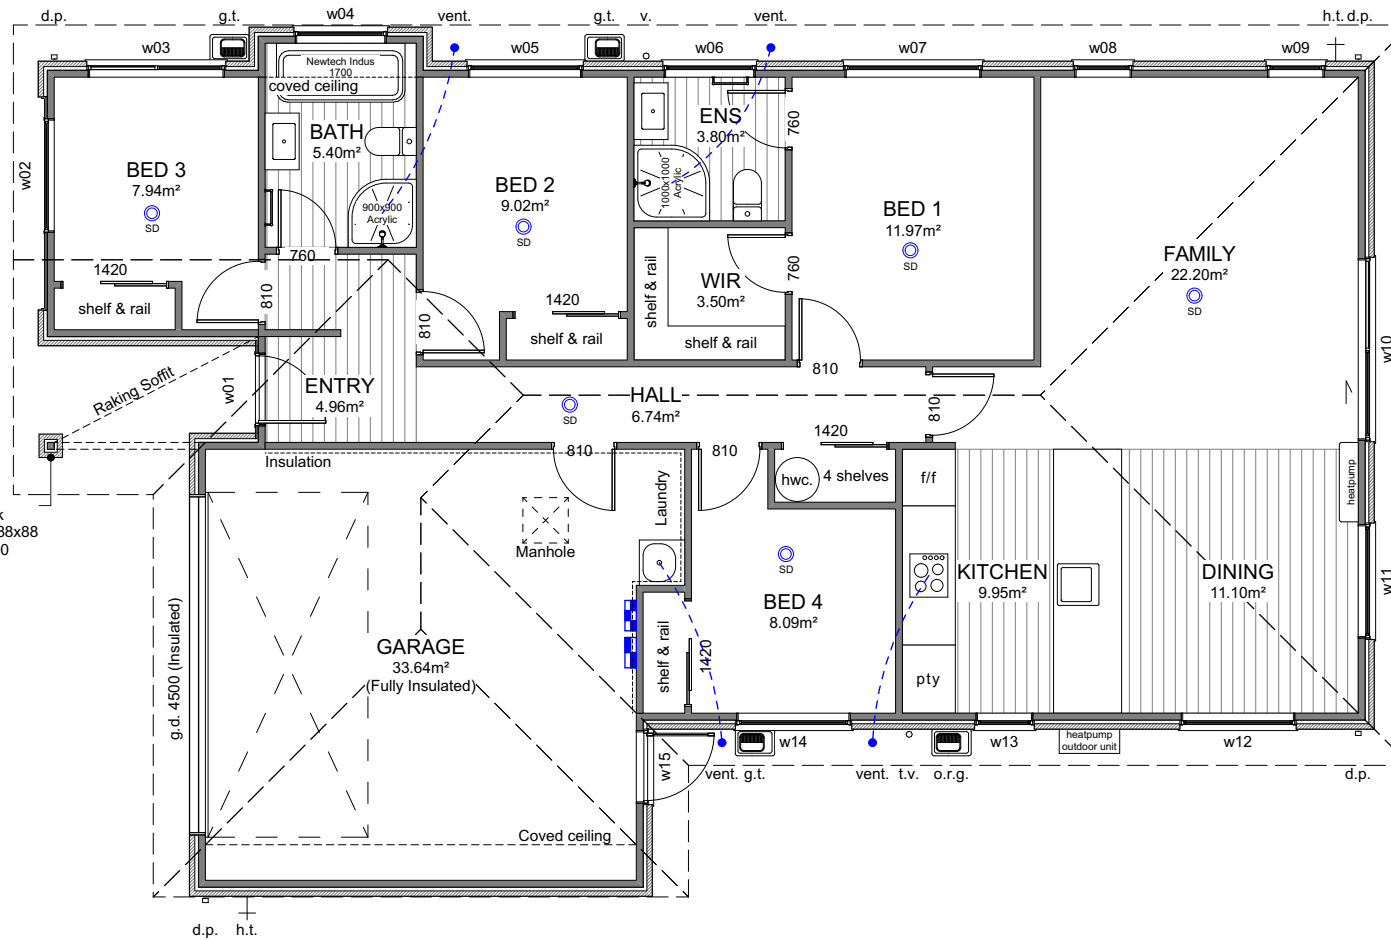 d.p.
g.t.
w04
vent.
g.t.
v.
vent.
h.t. d.p.
w03
w05
w06
w07
w08
w09
Newtech Indus
1700
coved ceiling
BATH
5.40m²
ENS
3.80m²
760
w02
BED 3
7.94m²
SD
900x900
Acrylic
BED 2
9.02m²
SD
1000x1000
Acrylic
BED 1
11.97m²
SD
FAMILY
22.20m²
SD
760
1420
shelf & rail
810
810
1420
shelf & rail
shelf & rail
WIR
3.50m²
shelf & rail
760
810
w10
Raking Soffit
w01
ENTRY
4.96m²
HALL
6.74m²
SD
810
810
810
1420
Insulation
Laundry
hwc.
4 shelves
f/f
heatpump
k
88x88
0
Manhole
SD
KITCHEN
9.95m²
DINING
11.10m²
w11
BED 4
8.09m²
g.d. 4500 (Insulated)
GARAGE
33.64m²
(Fully Insulated)
shelf & rail
1420
pty
w15
w14
w13
heatpump
outdoor unit
w12
vent. g.t.
vent.
t.v.
o.r.g.
d.p.
Coved ceiling
d.p.
h.t.